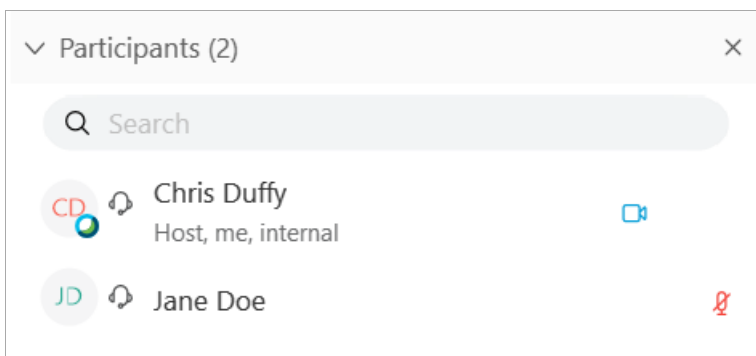 Participants (2)
Search
CD
Chris Duffy
Host, me, internal
JD
Jane Doe